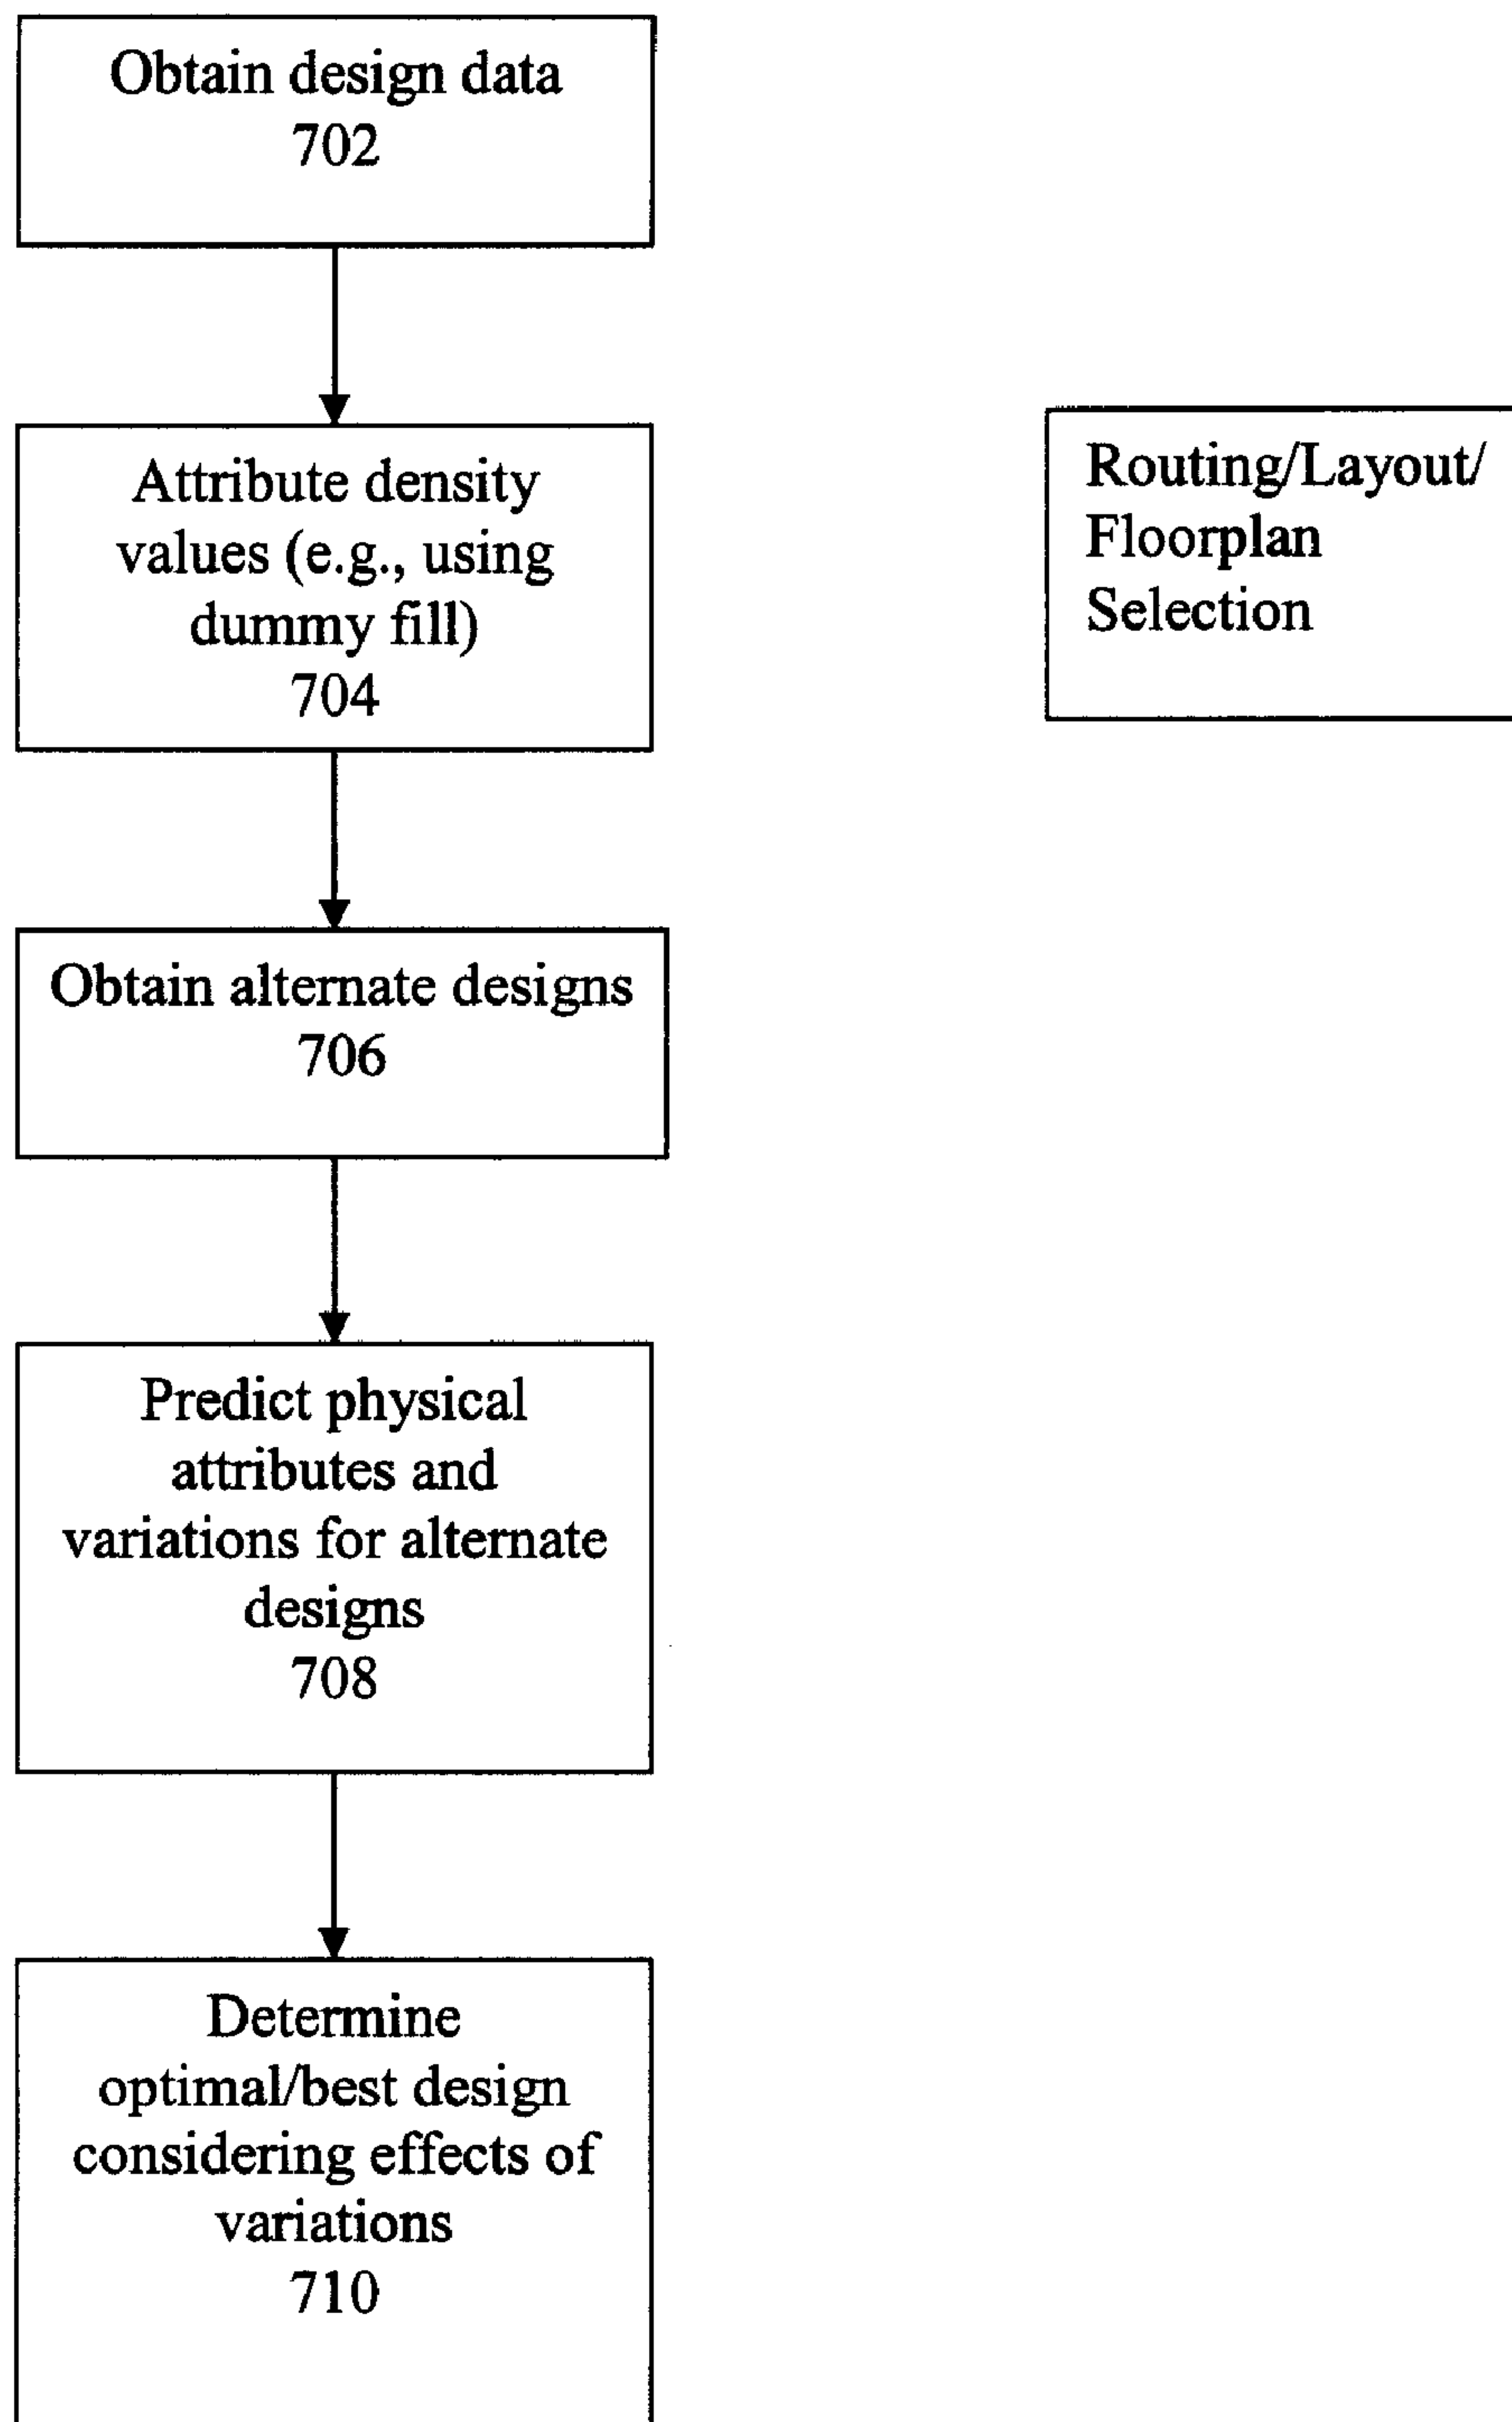 Obtain design data
702
Attribute density
values (e.g., using
dummy fill)
704
Routing/Layout/
Floorplan
Selection
Obtain alternate designs
706
Predict physical
attributes and
variations for alternate
designs
708
Determine
optimal/best design
considering effects of
variations
710